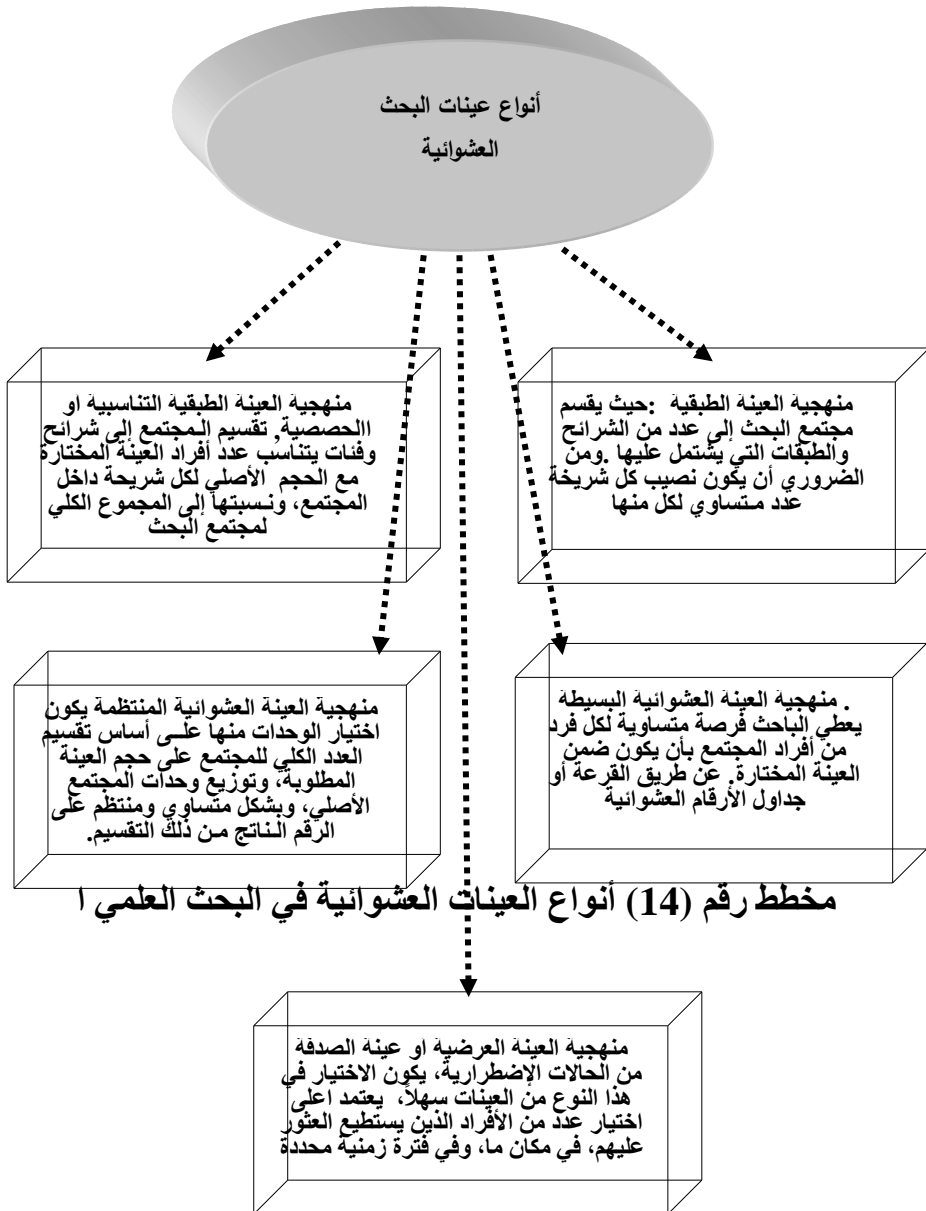 أنواع عينات البحث
العشوائية
منهجية العينة الطبقية :حيث يقسم
مجتمع البحث إلى عدد من الشرائح
والطبقات التي يشتمل عليها .ومن
الضروري أن يكون نصيب كل شريخة
عدد متساوي لكل منها
منهجية العينة الطبقية التناسبية او
االحصصية, تقسيم المجتمع إلى شرائح
وفئات يتناسب عدد أفراد العينة المختارة
مع الحجم الأصلي لكل شريحة داخل
المجتمع، ونسبتها إلى المجموع الكلي
لمجتمع البحث
. منهجية العينة العشوائية البسيطة
يعطي الباحث فرصة متساوية لكل فرد
من أفراد المجتمع بأن يكون ضمن
العينة المختارة. عن طريق القرعة أو
جداول الأرقام العشوائية
منهجية العينة العشوائية المنتظمة يكون
اختيار الوحدات منها علــى أساس تقسيم
العدد الكلي للمجتمع على حجم العينة
المطلوبة، وتوزيع وحدات المجتمع
الأصلي، وبشكل متساوي ومنتظم على
الرقم الناتج من ذلك التقسيم.
مخطط رقم (14) أنواع العينات العشوائية في البحث العلمي ا
منهجية العينة العرضية او عينة الصدفة
من الحالات الإضطرارية، يكون الاختيار في
هذا النوع من العينات سهلاً، يعتمد اعلى
اختيار عدد من الأفراد الذين يستطيع العثور
عليهم، في مكان ما، وفي فترة زمنية محددة